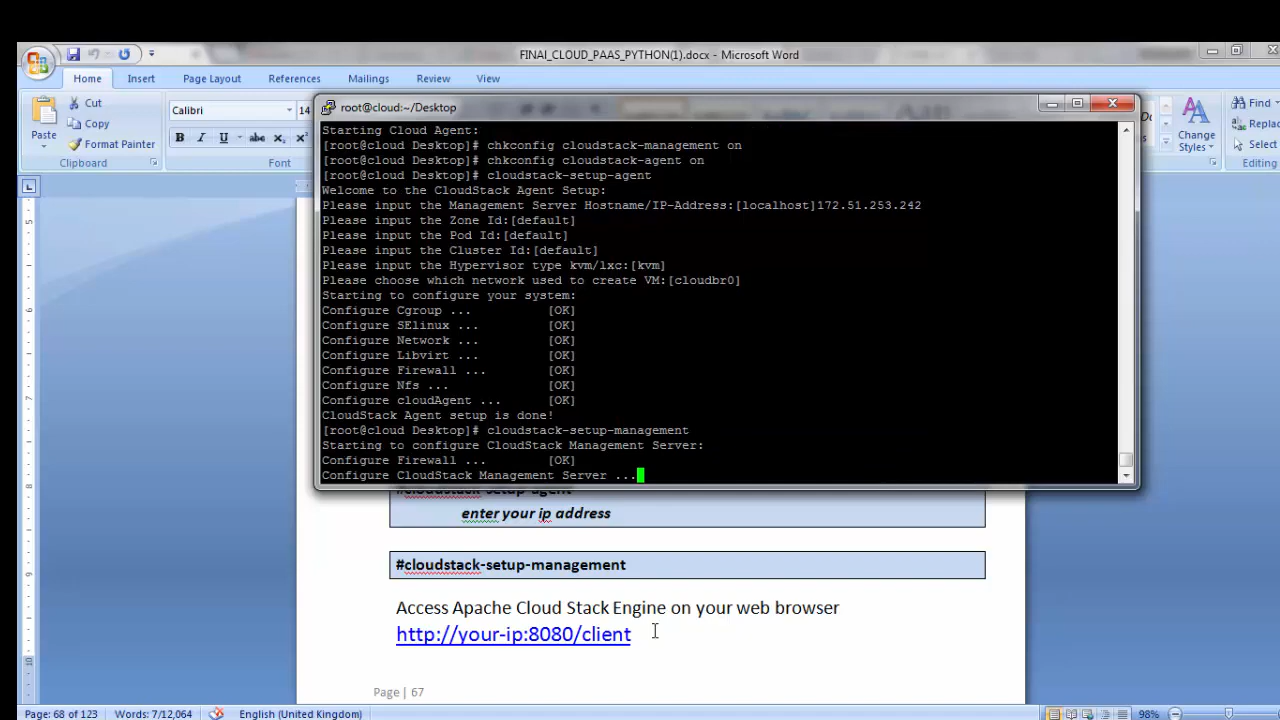 FINAL_CLOUD_PAAS_PYTHON(1).docx - Microsoft Word
Home Insert Page Layout References Mailings Review View
Paste
Cut
Copy
Format Painter
Clipboard
Calibri 14
B I U abc x
Change Styles
Find
Replac
Select
Editing
root@cloud:~/Desktop
Starting Cloud Agent:
[root@cloud Desktop]# chkconfig cloudstack-management on
[root@cloud Desktop]# chkconfig cloudstack-agent on
[root@cloud Desktop]# cloudstack-setup-agent
Welcome to the CloudStack Agent Setup:
Please input the Management Server Hostname/IP-Address:[localhost]172.51.253.242
Please input the Zone Id:[default]
Please input the Pod Id:[default]
Please input the Cluster Id:[default]
Please input the Hypervisor type kvm/lxc:[kvm]
Please choose which network used to create VM:[cloudbr0]
Starting to configure your system:
Configure Cgroup ... [OK]
Configure SElinux ... [OK]
Configure Network ... [OK]
Configure Libvirt ... [OK]
Configure Firewall ... [OK]
Configure Nfs ... [OK]
Configure cloudAgent ... [OK]
CloudStack Agent setup is done!
[root@cloud Desktop]# cloudstack-setup-management
Starting to configure CloudStack Management Server:
Configure Firewall ... [OK]
Configure CloudStack Management Server ...
#cloudstack-setup-agent
enter your ip address
#cloudstack-setup-management
Access Apache Cloud Stack Engine on your web browser
http://your-ip:8080/client
Page | 67
Page: 68 of 123 Words: 7/12,064 English (United Kingdom) 98%